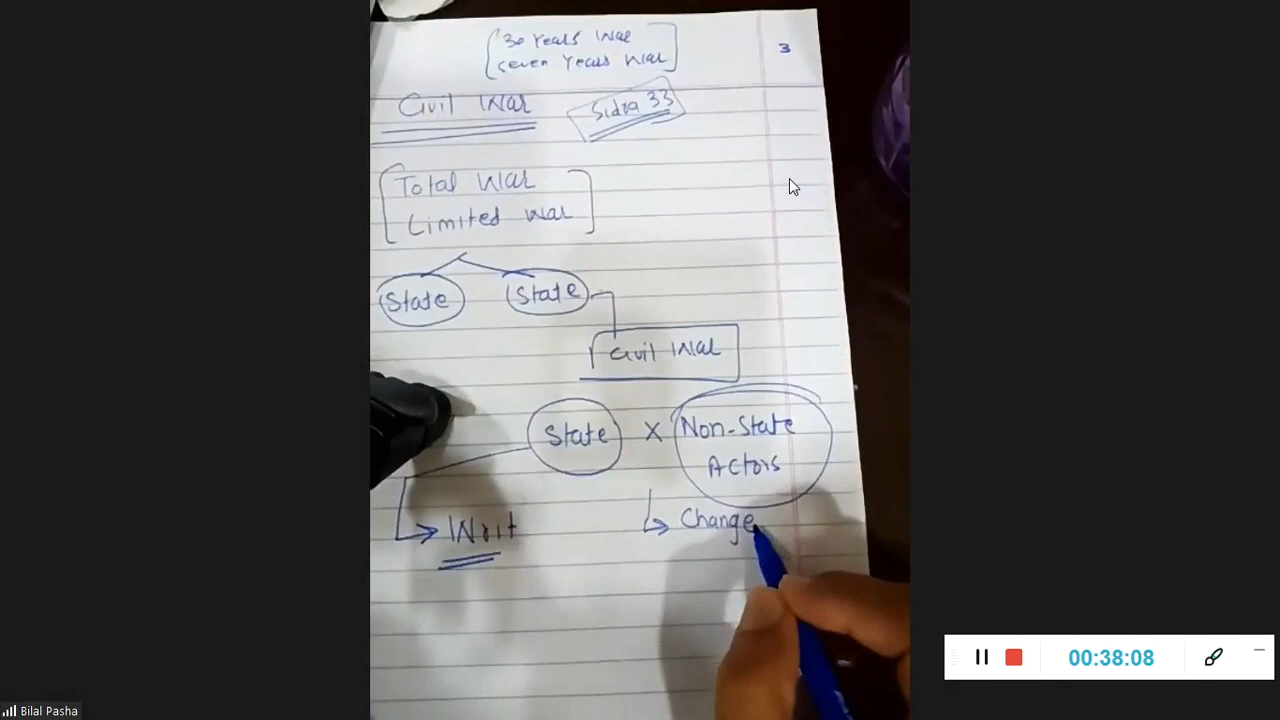 30 Years War
Seven Years War
3
Civil War
Sidra 33
Total War
Limited War
State
State
Civil War
State X Non-State
Actors
Writ
Change
00:38:08
Bilal Pasha